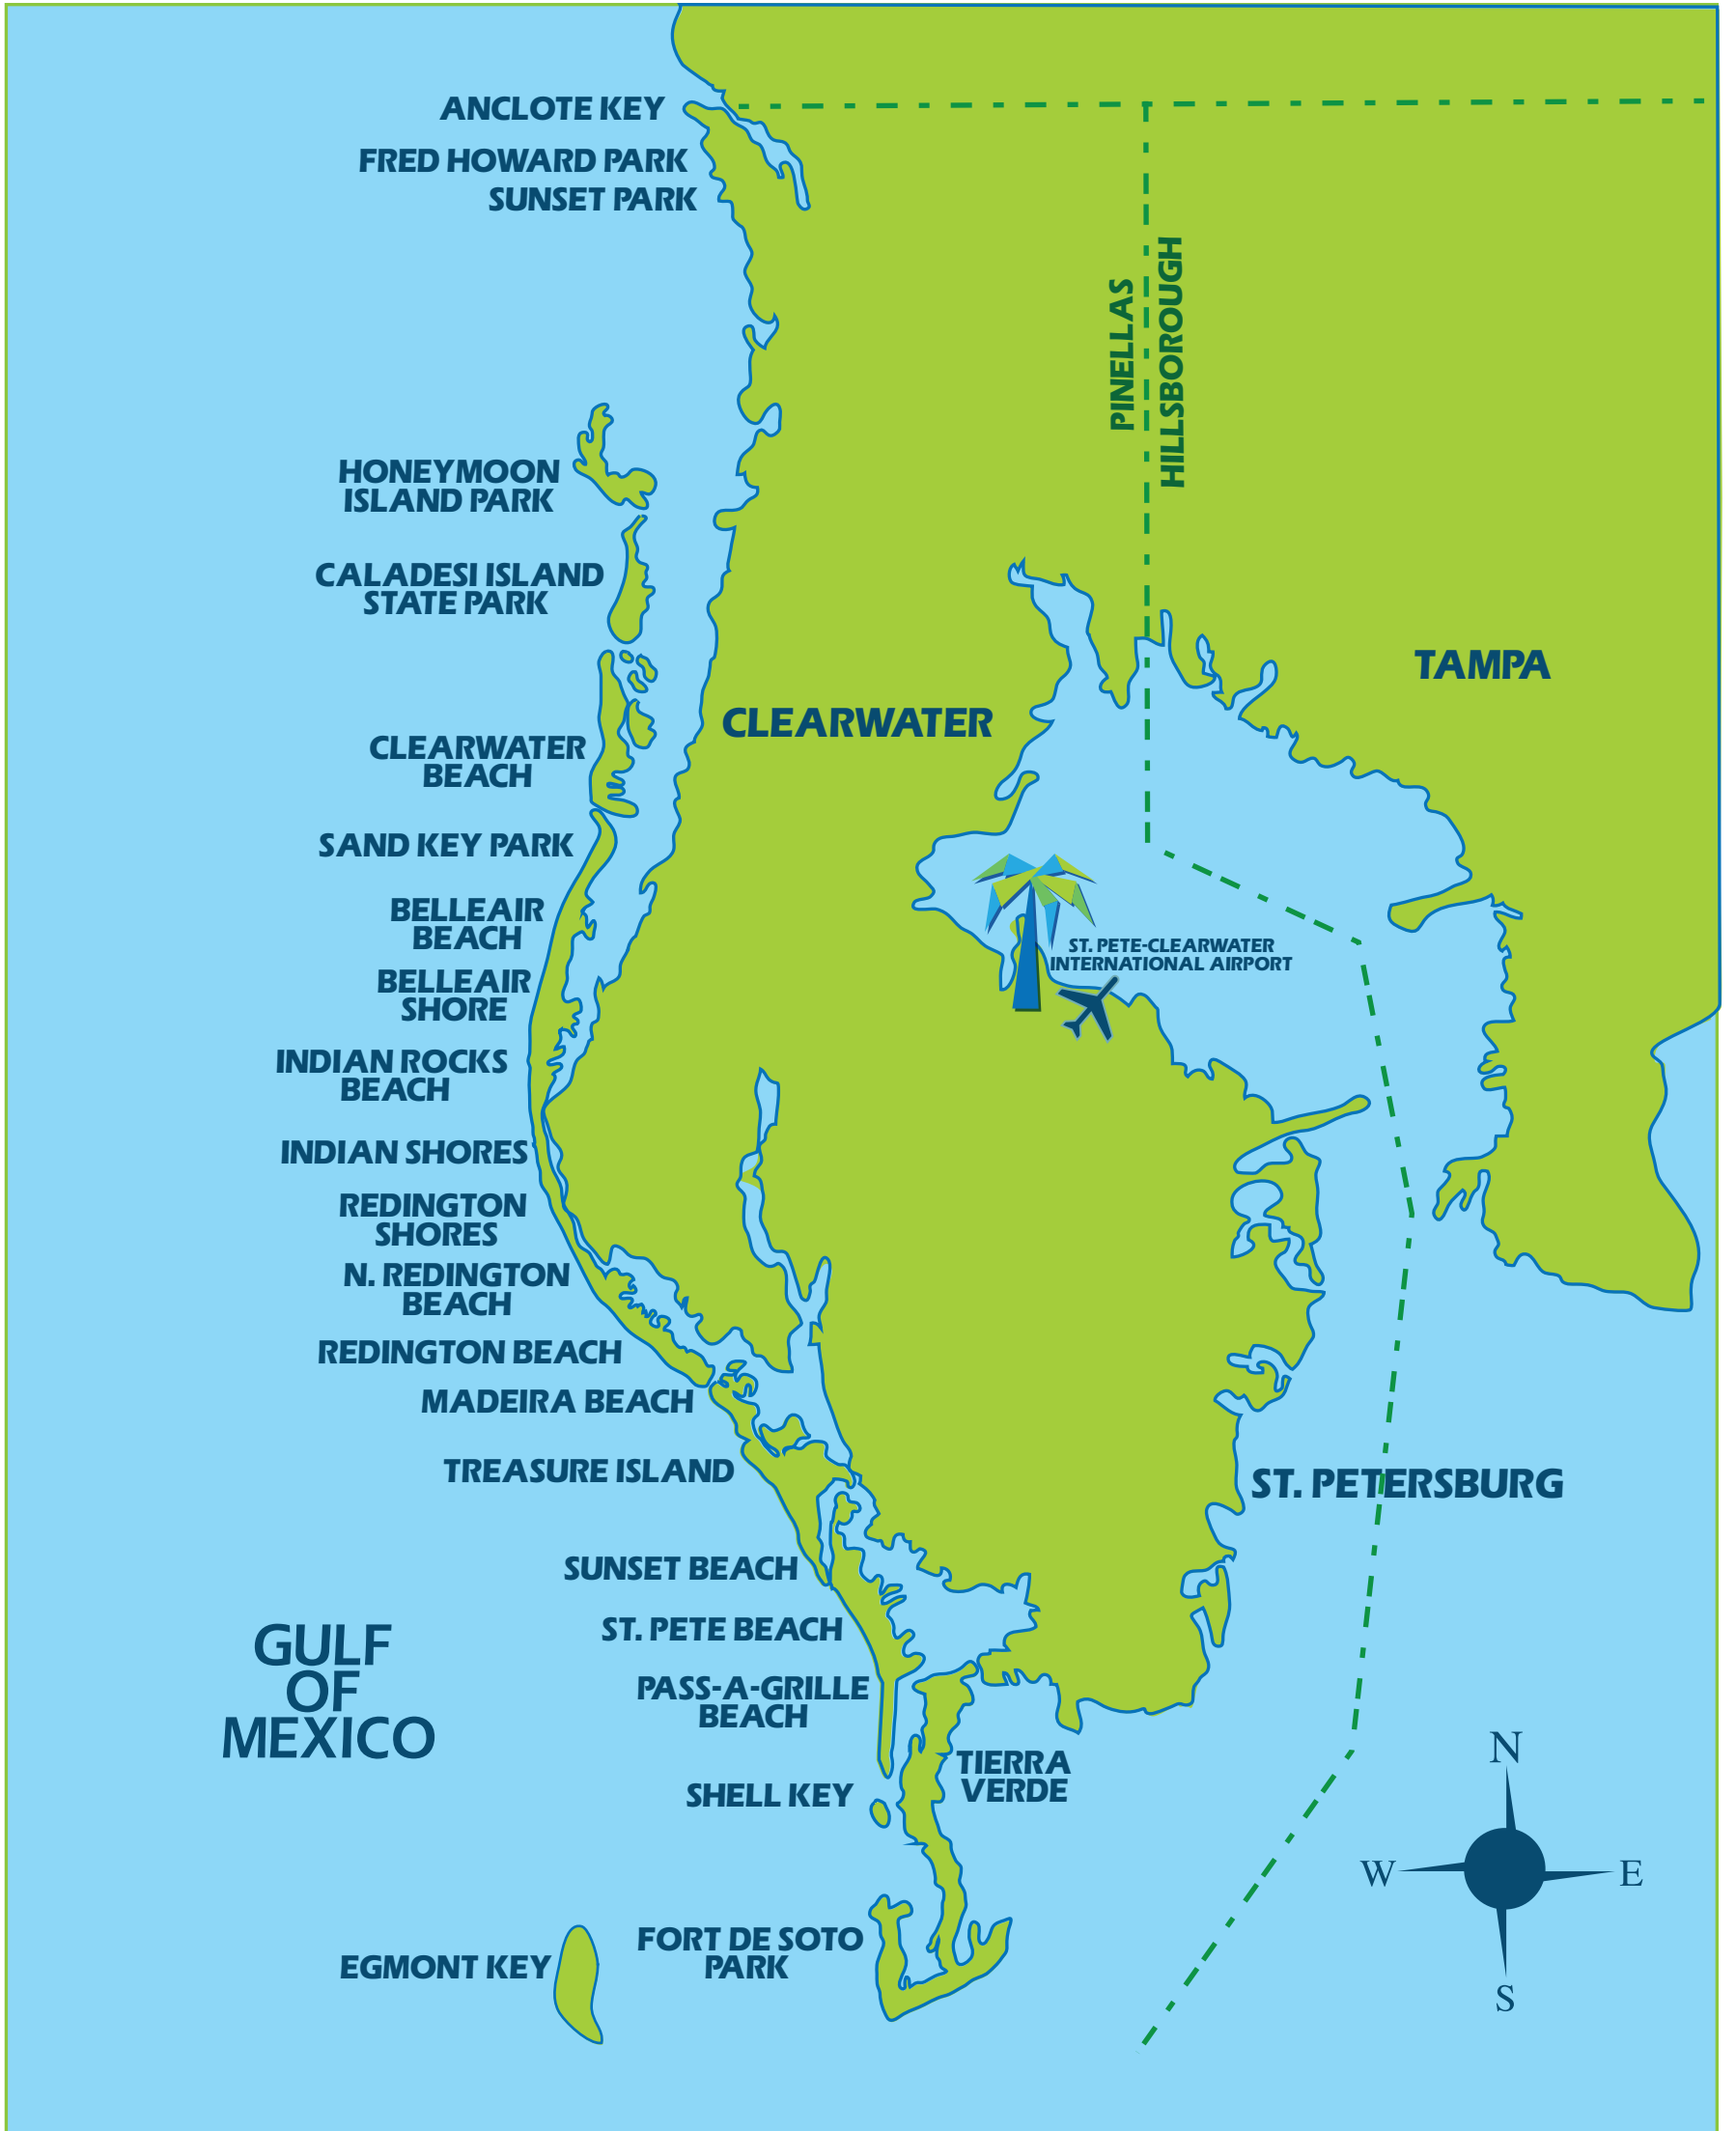 ANCLOTE KEY
FRED HOWARD PARK
SUNSET PARK
PINELLAS
HILLSBOROUGH
HONEYMOON
ISLAND PARK
CALADESI ISLAND
STATE PARK
TAMPA
CLEARWATER
CLEARWATER
BEACH
SAND KEY PARK
BELLEAIR
BEACH
ST. PETE-CLEARWATER
INTERNATIONAL AIRPORT
BELLEAIR
SHORE
INDIAN ROCKS
BEACH
INDIAN SHORES
REDINGTON
SHORES
N. REDINGTON
BEACH
REDINGTON BEACH
MADEIRA BEACH
TREASURE ISLAND
ST. PETERSBURG
SUNSET BEACH
ST. PETE BEACH
GULF
OF
MEXICO
PASS-A-GRILLE
BEACH
TIERRA
VERDE
SHELL KEY
N
W
E
S
FORT DE SOTO
PARK
EGMONT KEY